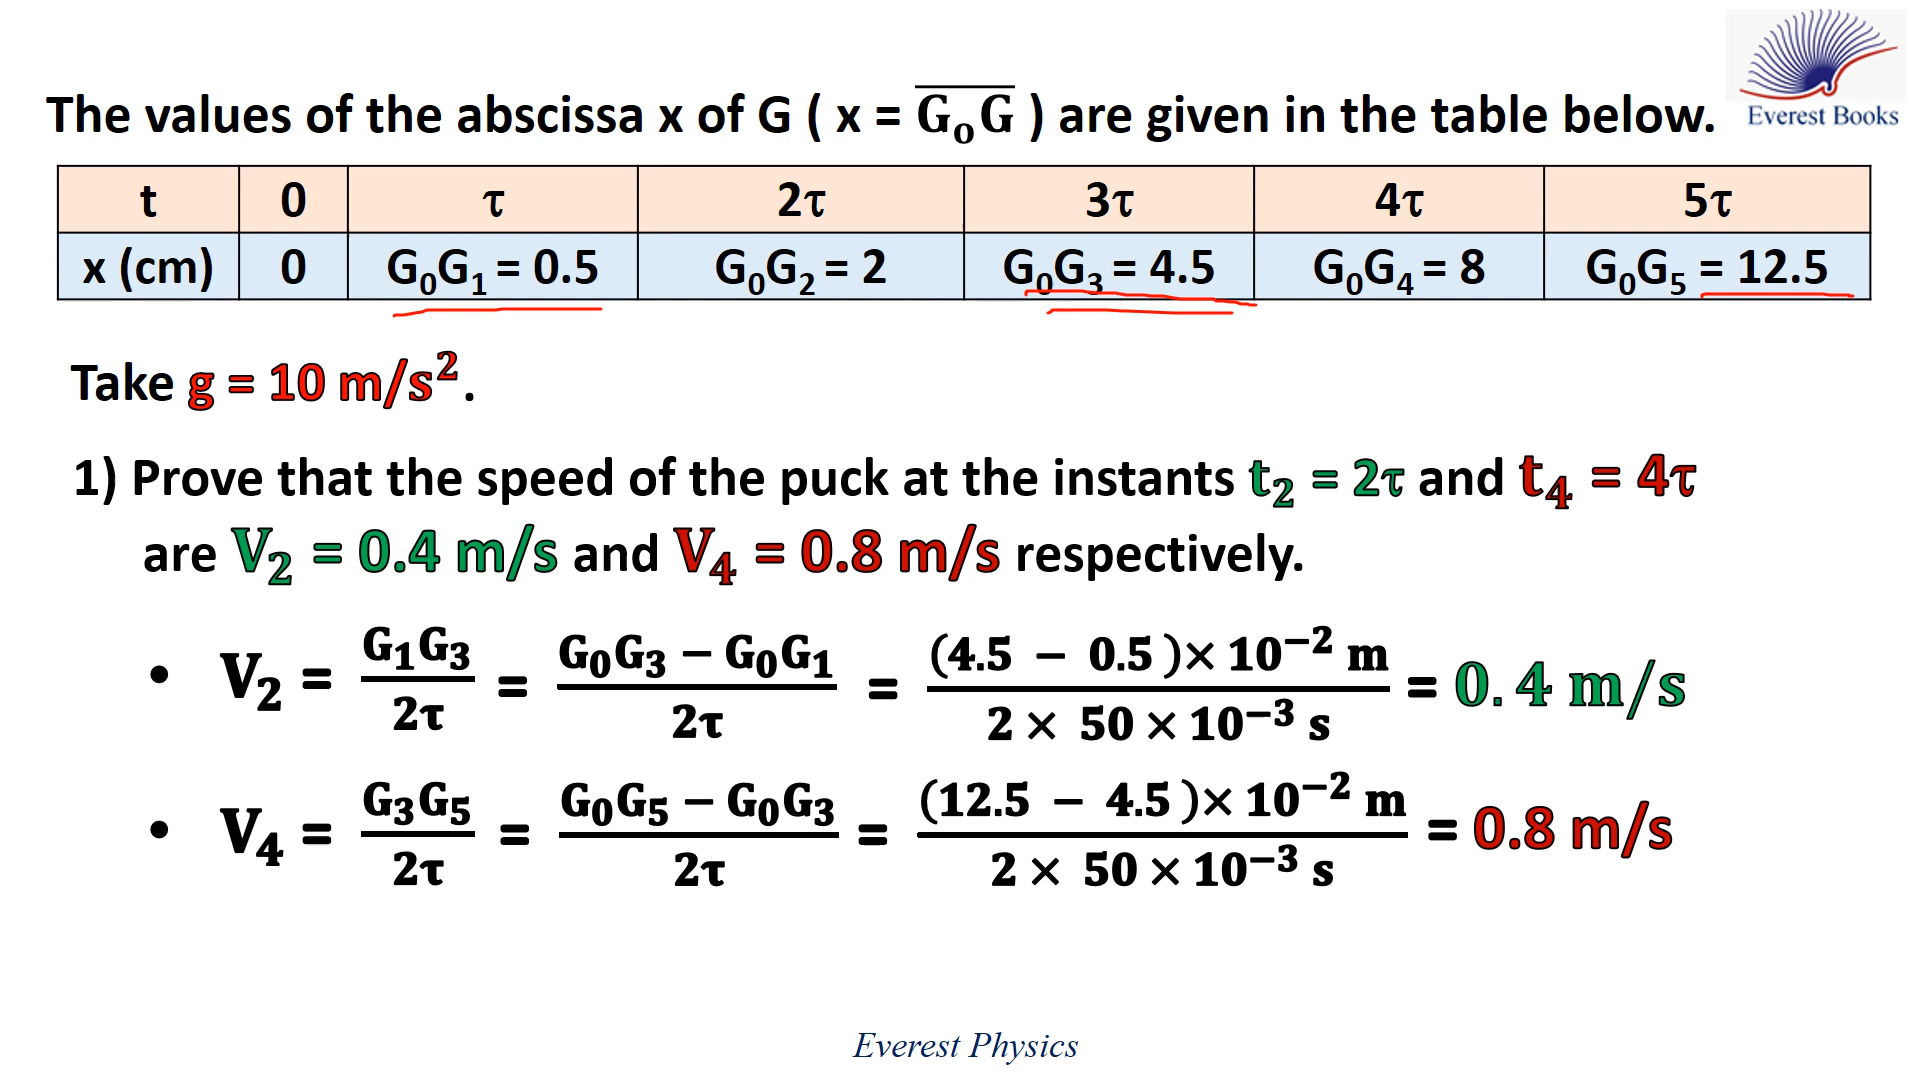 Everest Books
The values of the abscissa x of G ( x = G₀G ) are given in the table below.
t 0 τ 2τ 3τ 4τ 5τ
x (cm) 0 G₀G₁ = 0.5 G₀G₂ = 2 G₀G₃ = 4.5 G₀G₄ = 8 G₀G₅ = 12.5
Take g = 10 m/s².
1) Prove that the speed of the puck at the instants t₂ = 2τ and t₄ = 4τ
are V₂ = 0.4 m/s and V₄ = 0.8 m/s respectively.
• V₂ = G₁G₃ / 2τ = G₀G₃ − G₀G₁ / 2τ = (4.5 − 0.5 )× 10⁻² m / 2 × 50 × 10⁻³ s = 0.4 m/s
• V₄ = G₃G₅ / 2τ = G₀G₅ − G₀G₃ / 2τ = (12.5 − 4.5 )× 10⁻² m / 2 × 50 × 10⁻³ s = 0.8 m/s
Everest Physics